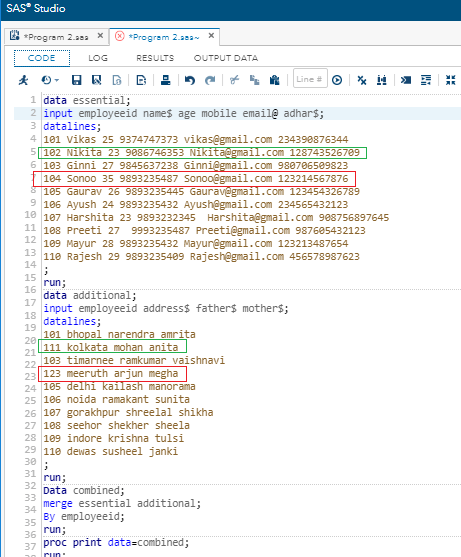 SAS® Studio
*Program 2.sas × *Program 2.sas~ ×
CODE LOG RESULTS OUTPUT DATA
Line #
1 data essential;
2 input employeeid name$ age mobile email@ adhar$;
3 datalines;
4 101 Vikas 25 9374747373 vikas@gmail.com 234390876344
5 102 Nikita 23 9086746353 Nikita@gmail.com 128743526709
6 103 Ginni 27 9845637238 Ginni@gmail.com 980706509823
7 104 Sonoo 35 9893235487 Sonoo@gmail.com 123214567876
8 105 Gaurav 26 9893235445 Gaurav@gmail.com 123454326789
9 106 Ayush 24 9893235432 Ayush@gmail.com 234565432123
10 107 Harshita 23 9893232345  Harshita@gmail.com 908756897645
11 108 Preeti 27  9993235487 Preeti@gmail.com 987605432123
12 109 Mayur 28 9893235432 Mayur@gmail.com 123213487654
13 110 Rajesh 29 9893235409 Rajesh@gmail.com 456578987623
14 ;
15 run;
16 data additional;
17 input employeeid address$ father$ mother$;
18 datalines;
19 101 bhopal narendra amrita
20 111 kolkata mohan anita
21 103 timarnee ramkumar vaishnavi
22 123 meeruth arjun megha
23 105 delhi kailash manorama
24 106 noida ramakant sunita
25 107 gorakhpur shreelal shikha
26 108 seehor shekher sheela
27 109 indore krishna tulsi
28 110 dewas susheel janki
29 ;
30 run;
31 Data combined;
32 merge essential additional;
33 By employeeid;
34 run;
35 proc print data=combined;
run;